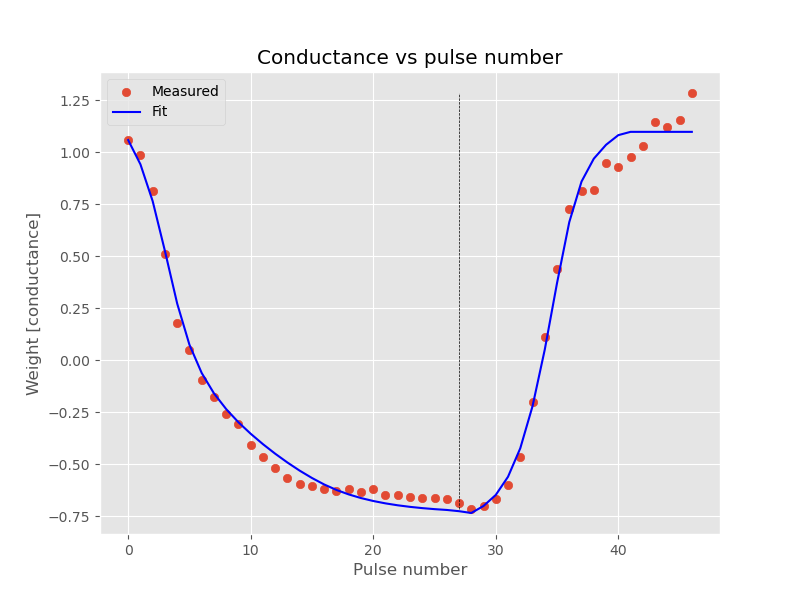 Conductance vs pulse number
Measured
Fit
1.25
1.00
0.75
0.50
0.25
0.00
−0.25
−0.50
−0.75
Weight [conductance]
0 10 20 30 40
Pulse number